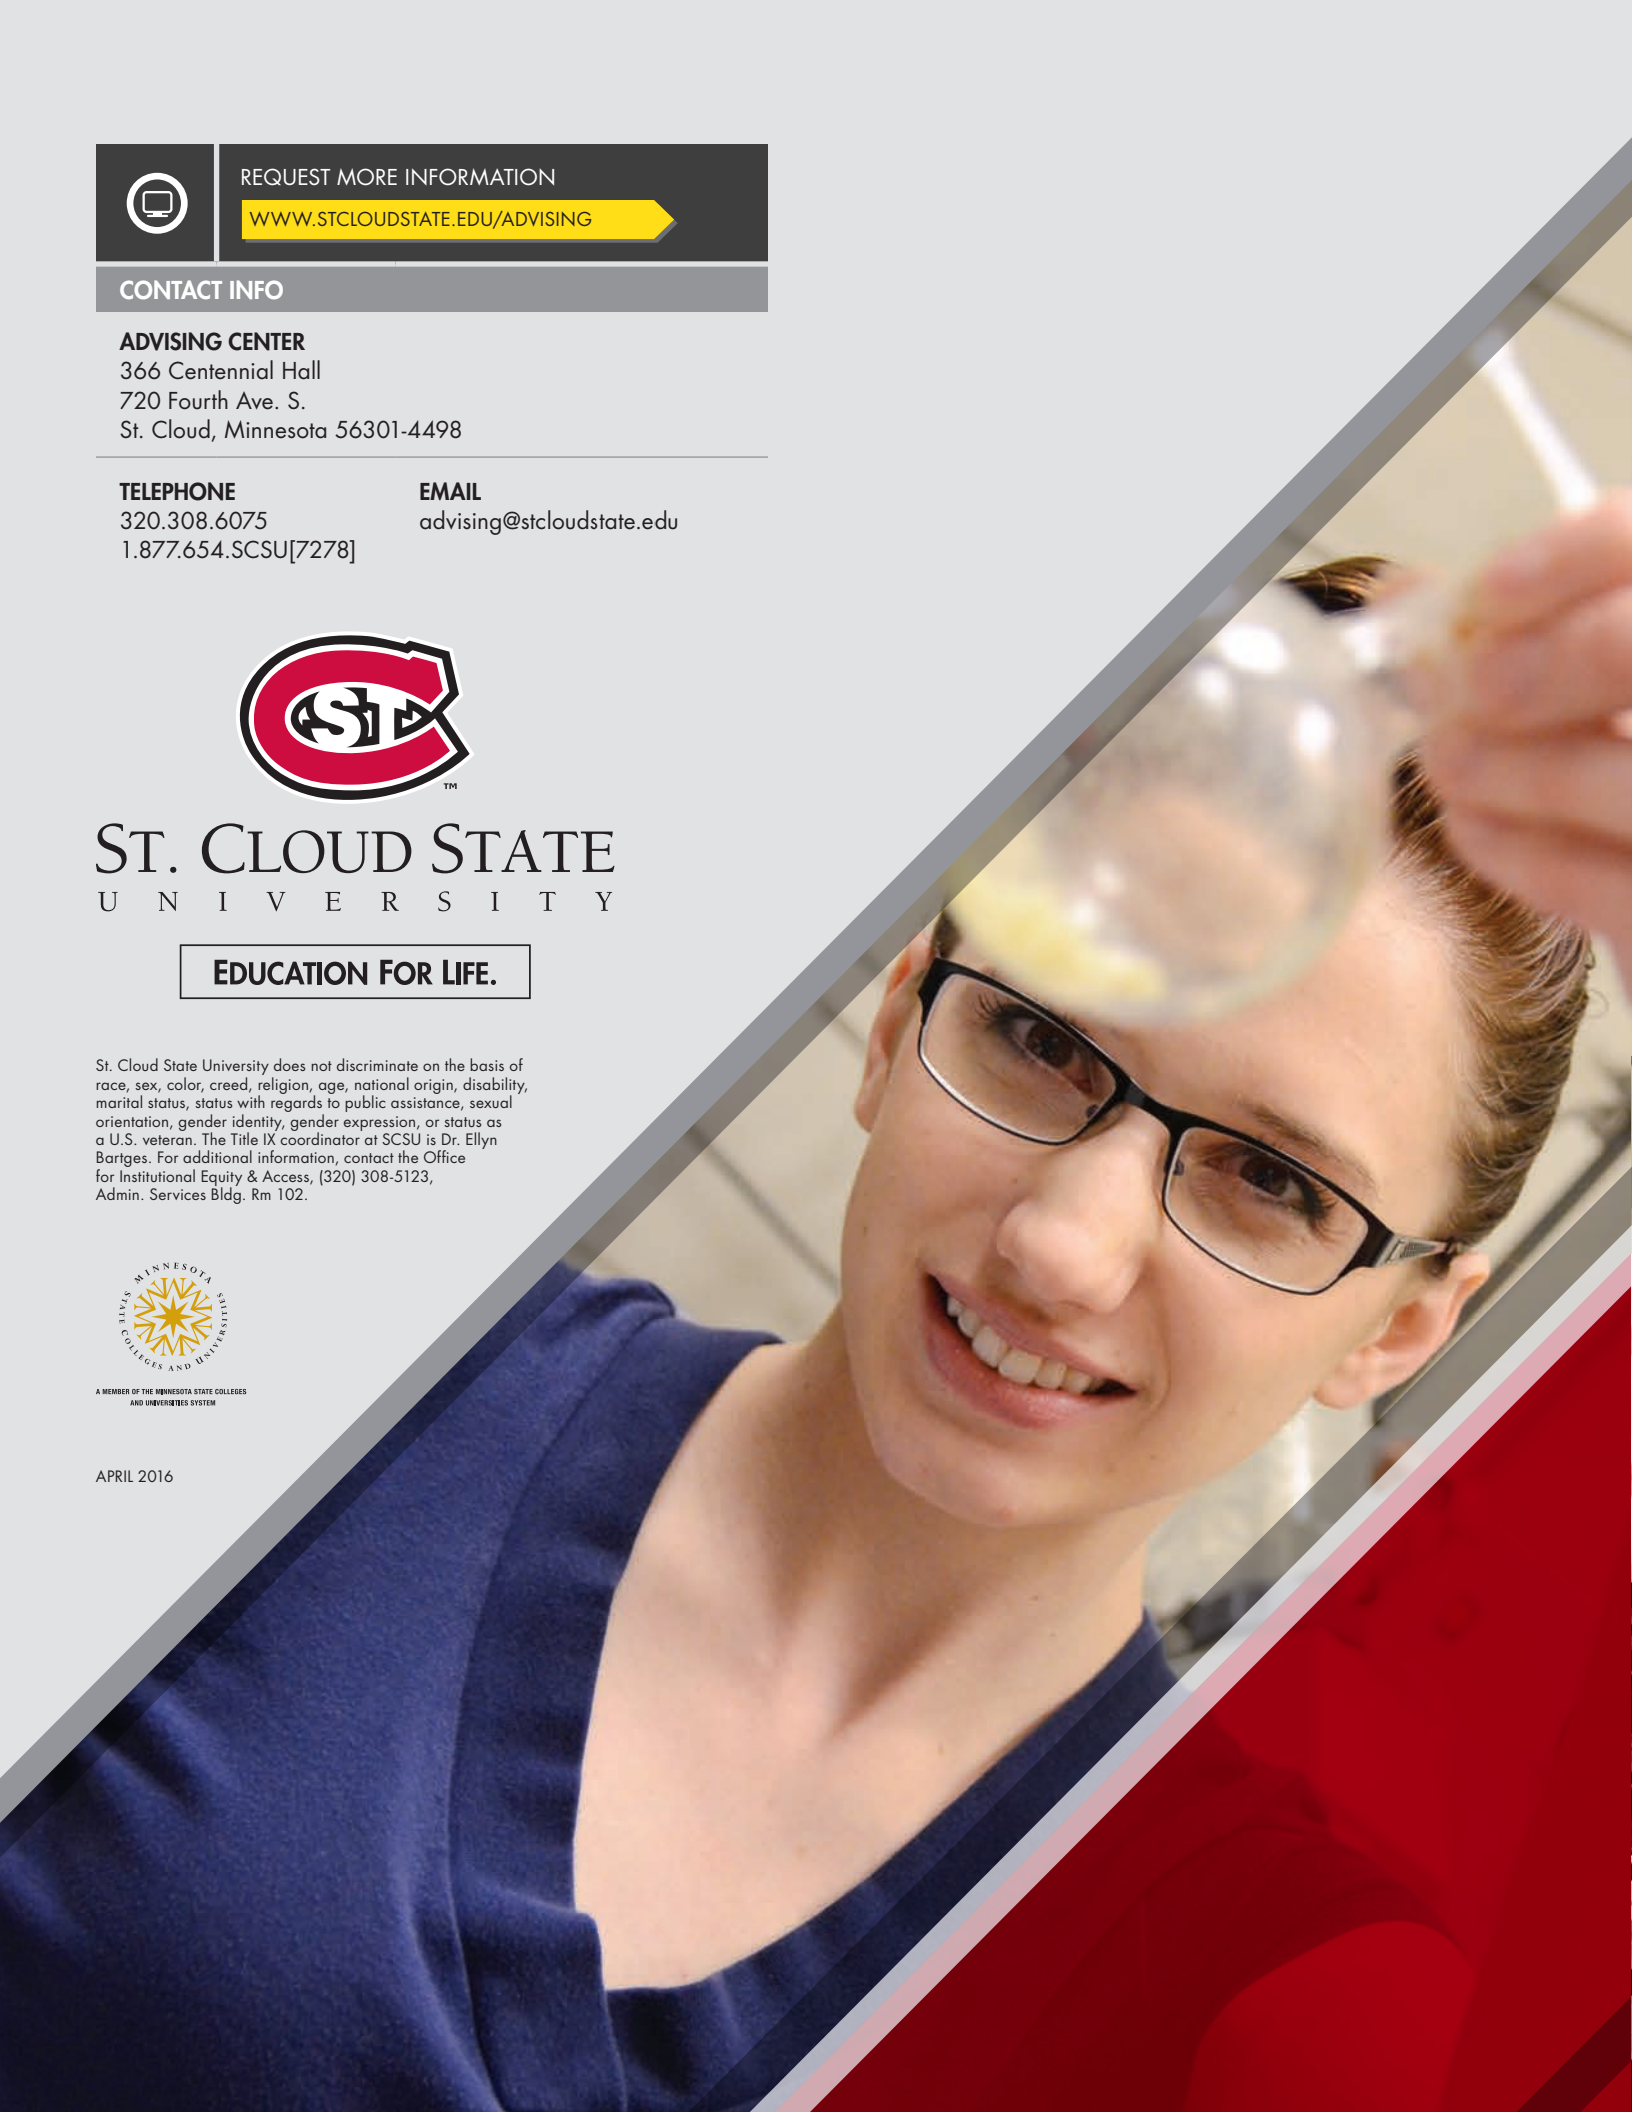 REQUEST MORE INFORMATION
WWW.STCLOUDSTATE.EDU/ADVISING
CONTACT INFO
ADVISING CENTER
366 Centennial Hall
720 Fourth Ave. S.
St. Cloud, Minnesota 56301-4498
TELEPHONE
320.308.6075
1.877.654.SCSU[7278]
EMAIL
advising@stcloudstate.edu
ST
TM
ST. CLOUD STATE
UNIVERSITY
EDUCATION FOR LIFE.
St. Cloud State University does not discriminate on the basis of
race, sex, color, creed, religion, age, national origin, disability,
marital status, status with regards to public assistance, sexual
orientation, gender identity, gender expression, or status as
a U.S. veteran. The Title IX coordinator at SCSU is Dr. Ellyn
Bartges. For additional information, contact the Office
for Institutional Equity & Access, (320) 308-5123,
Admin. Services Bldg. Rm 102.
MINNESOTA
STATE COLLEGES AND UNIVERSITIES
A MEMBER OF THE MINNESOTA STATE COLLEGES
AND UNIVERSITIES SYSTEM
APRIL 2016